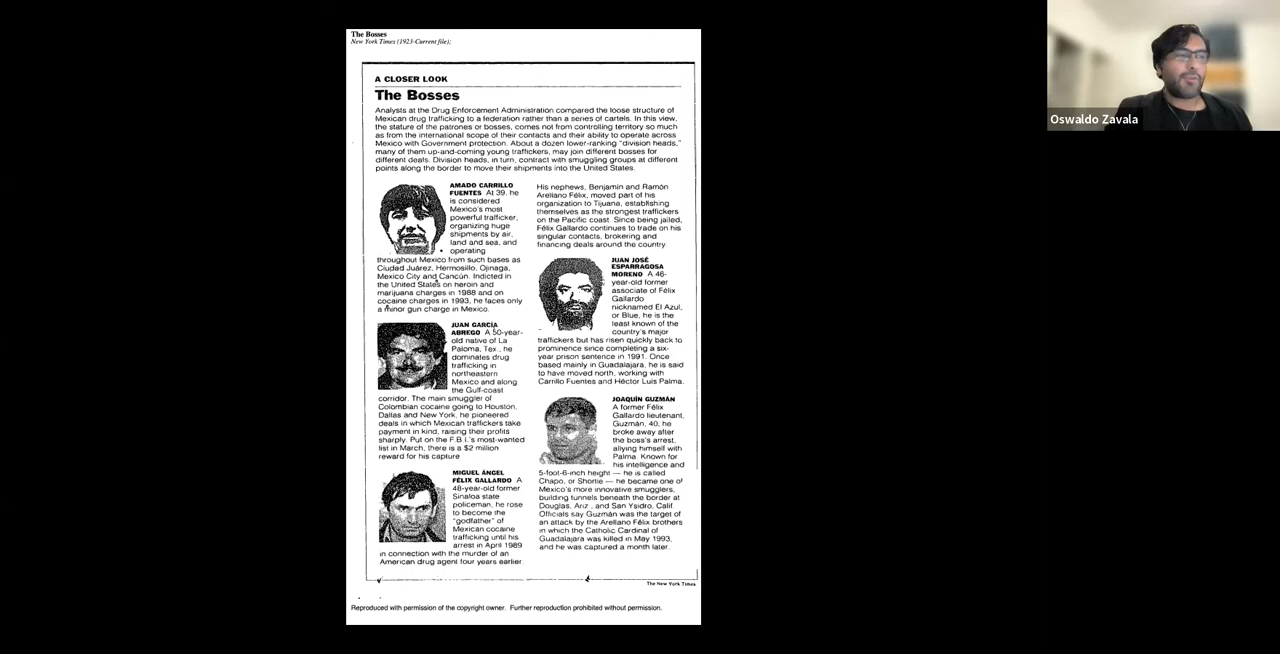 The Bosses
New York Times (1923-Current file);
A CLOSER LOOK
The Bosses
Analysts at the Drug Enforcement Administration compared the loose structure of
Mexican drug trafficking to a federation rather than a series of cartels. In this view,
the stature of the patrones or bosses, comes not from controlling territory so much
as from the international scope of their contacts and their ability to operate across
Mexico with Government protection. About a dozen lower-ranking "division heads,"
many of them up-and-coming young traffickers, may join different bosses for
different deals. Division heads, in turn, contract with smuggling groups at different
points along the border to move their shipments into the United States.
AMADO CARRILLO
FUENTES At 39, he
is considered
Mexico's most
powerful trafficker,
organizing huge
shipments by air,
land and sea, and
operating
throughout Mexico from such bases as
Ciudad Juárez, Hermosillo, Ojinaga,
Mexico City and Cancún. Indicted in
the United States on heroin and
marijuana charges in 1988 and on
cocaine charges in 1993, he faces only
a minor gun charge in Mexico.
JUAN GARCÍA
ABREGO A 50-year-
old native of La
Paloma, Tex., he
dominates drug
trafficking in
northeastern
Mexico and along
the Gulf-coast
corridor. The main smuggler of
Colombian cocaine going to Houston,
Dallas and New York, he pioneered
deals in which Mexican traffickers take
payment in kind, raising their profits
sharply. Put on the F.B.I.'s most-wanted
list in March, there is a $2 million
reward for his capture
MIGUEL ÁNGEL
FÉLIX GALLARDO A
48-year-old former
Sinaloa state
policeman, he rose
to become the
"godfather" of
Mexican cocaine
trafficking until his
arrest in April 1989
in connection with the murder of an
American drug agent four years earlier.
His nephews, Benjamín and Ramón
Arellano Félix, moved part of his
organization to Tijuana, establishing
themselves as the strongest traffickers
on the Pacific coast. Since being jailed,
Félix Gallardo continues to trade on his
singular contacts, brokering and
financing deals around the country.
JUAN JOSÉ
ESPARRAGOSA
MORENO A 46-
year-old former
associate of Félix
Gallardo
nicknamed El Azul,
or Blue, he is the
least known of the
country's major
traffickers but has risen quickly back to
prominence since completing a six-
year prison sentence in 1991. Once
based mainly in Guadalajara, he is said
to have moved north, working with
Carrillo Fuentes and Héctor Luis Palma.
JOAQUÍN GUZMÁN
A former Félix
Gallardo lieutenant,
Guzmán, 40, he
broke away after
the boss's arrest,
allying himself with
Palma. Known for
his intelligence and
5-foot-6-inch height — he is called
Chapo, or Shortie — he became one of
Mexico's more innovative smugglers,
building tunnels beneath the border at
Douglas, Ariz., and San Ysidro, Calif.
Officials say Guzmán was the target of
an attack by the Arellano Félix brothers
in which the Catholic Cardinal of
Guadalajara was killed in May 1993,
and he was captured a month later.
The New York Times
Reproduced with permission of the copyright owner. Further reproduction prohibited without permission.
Oswaldo Zavala